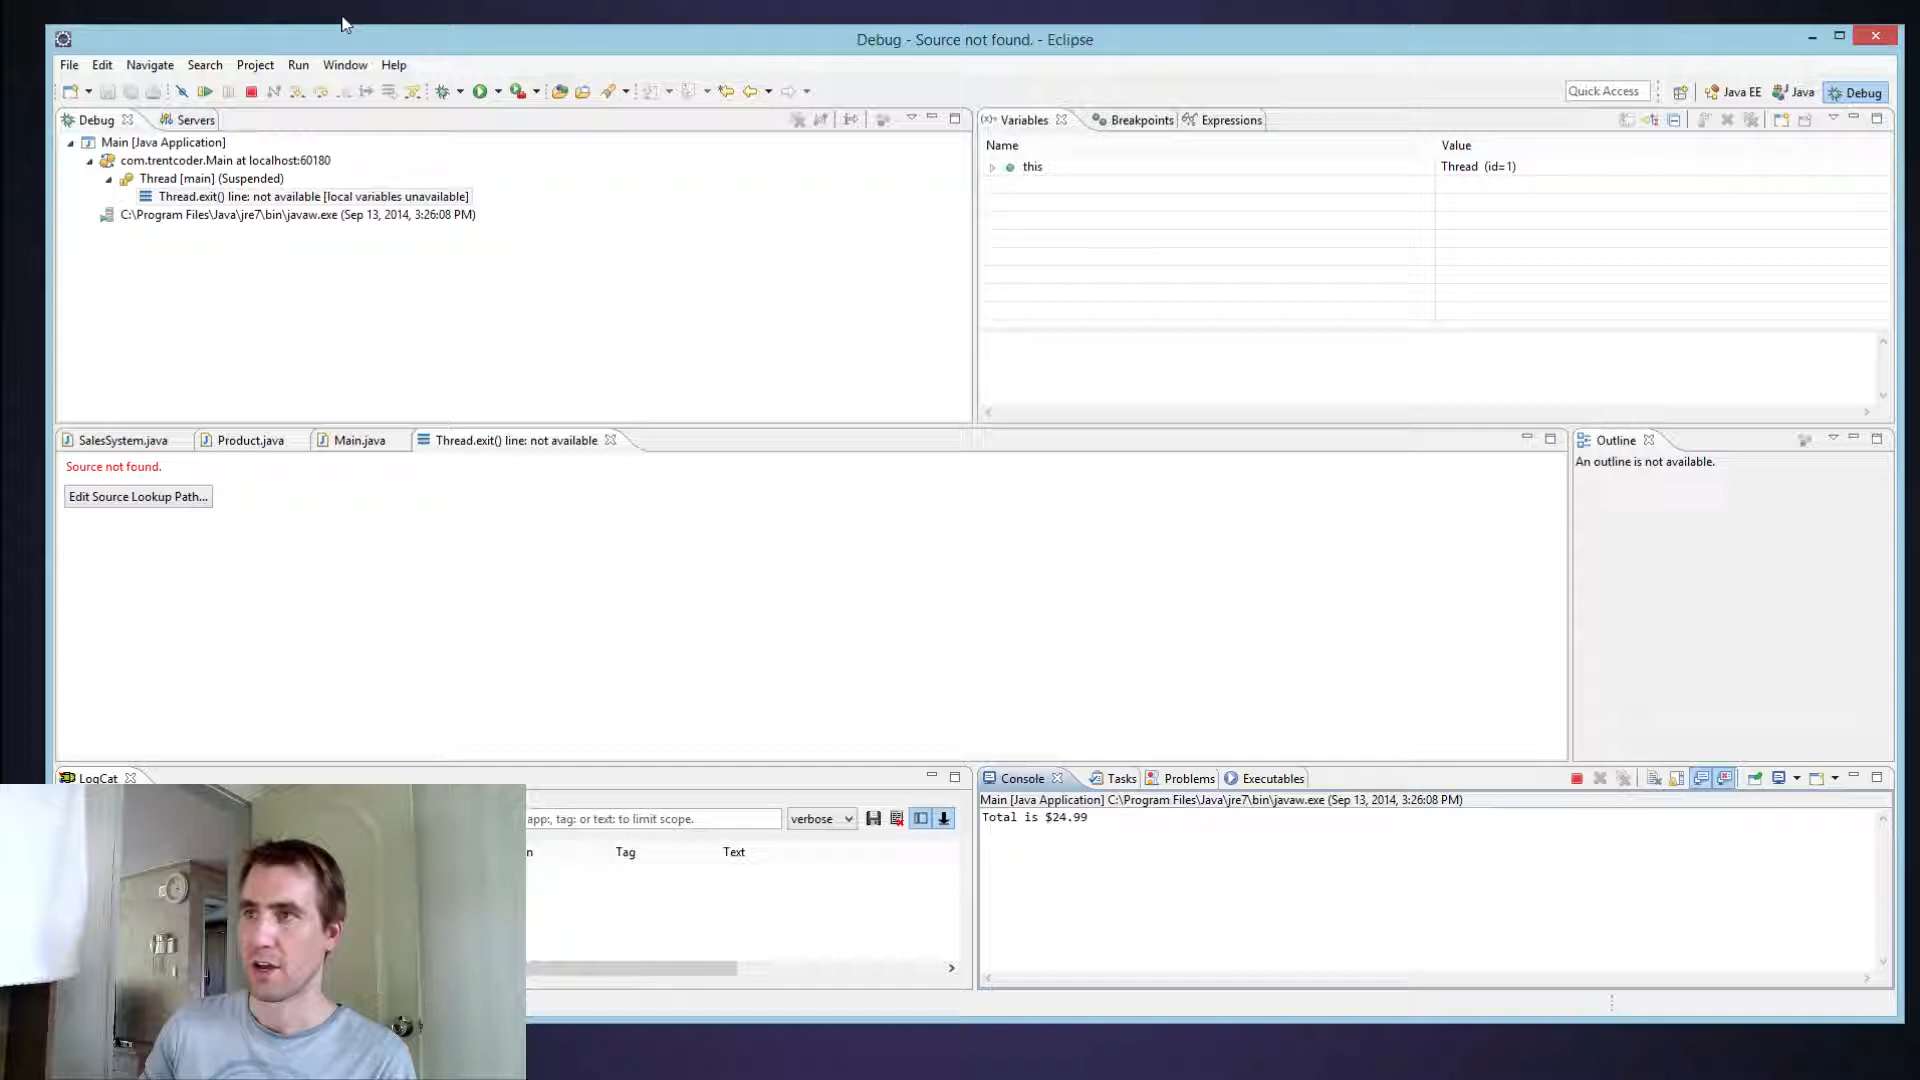 Debug - Source not found. - Eclipse
File Edit Navigate Search Project Run Window Help
Quick Access Java EE Java Debug
Debug Servers
Main [Java Application]
com.trentcoder.Main at localhost:60180
Thread [main] (Suspended)
Thread.exit() line: not available [local variables unavailable]
C:\Program Files\Java\jre7\bin\javaw.exe (Sep 13, 2014, 3:26:08 PM)
(x)= Variables Breakpoints Expressions
Name Value
this Thread (id=1)
SalesSystem.java Product.java Main.java Thread.exit() line: not available
Source not found.
Edit Source Lookup Path...
Outline
An outline is not available.
LogCat
app:, tag: or text: to limit scope. verbose
n Tag Text
Console Tasks Problems Executables
Main [Java Application] C:\Program Files\Java\jre7\bin\javaw.exe (Sep 13, 2014, 3:26:08 PM)
Total is $24.99